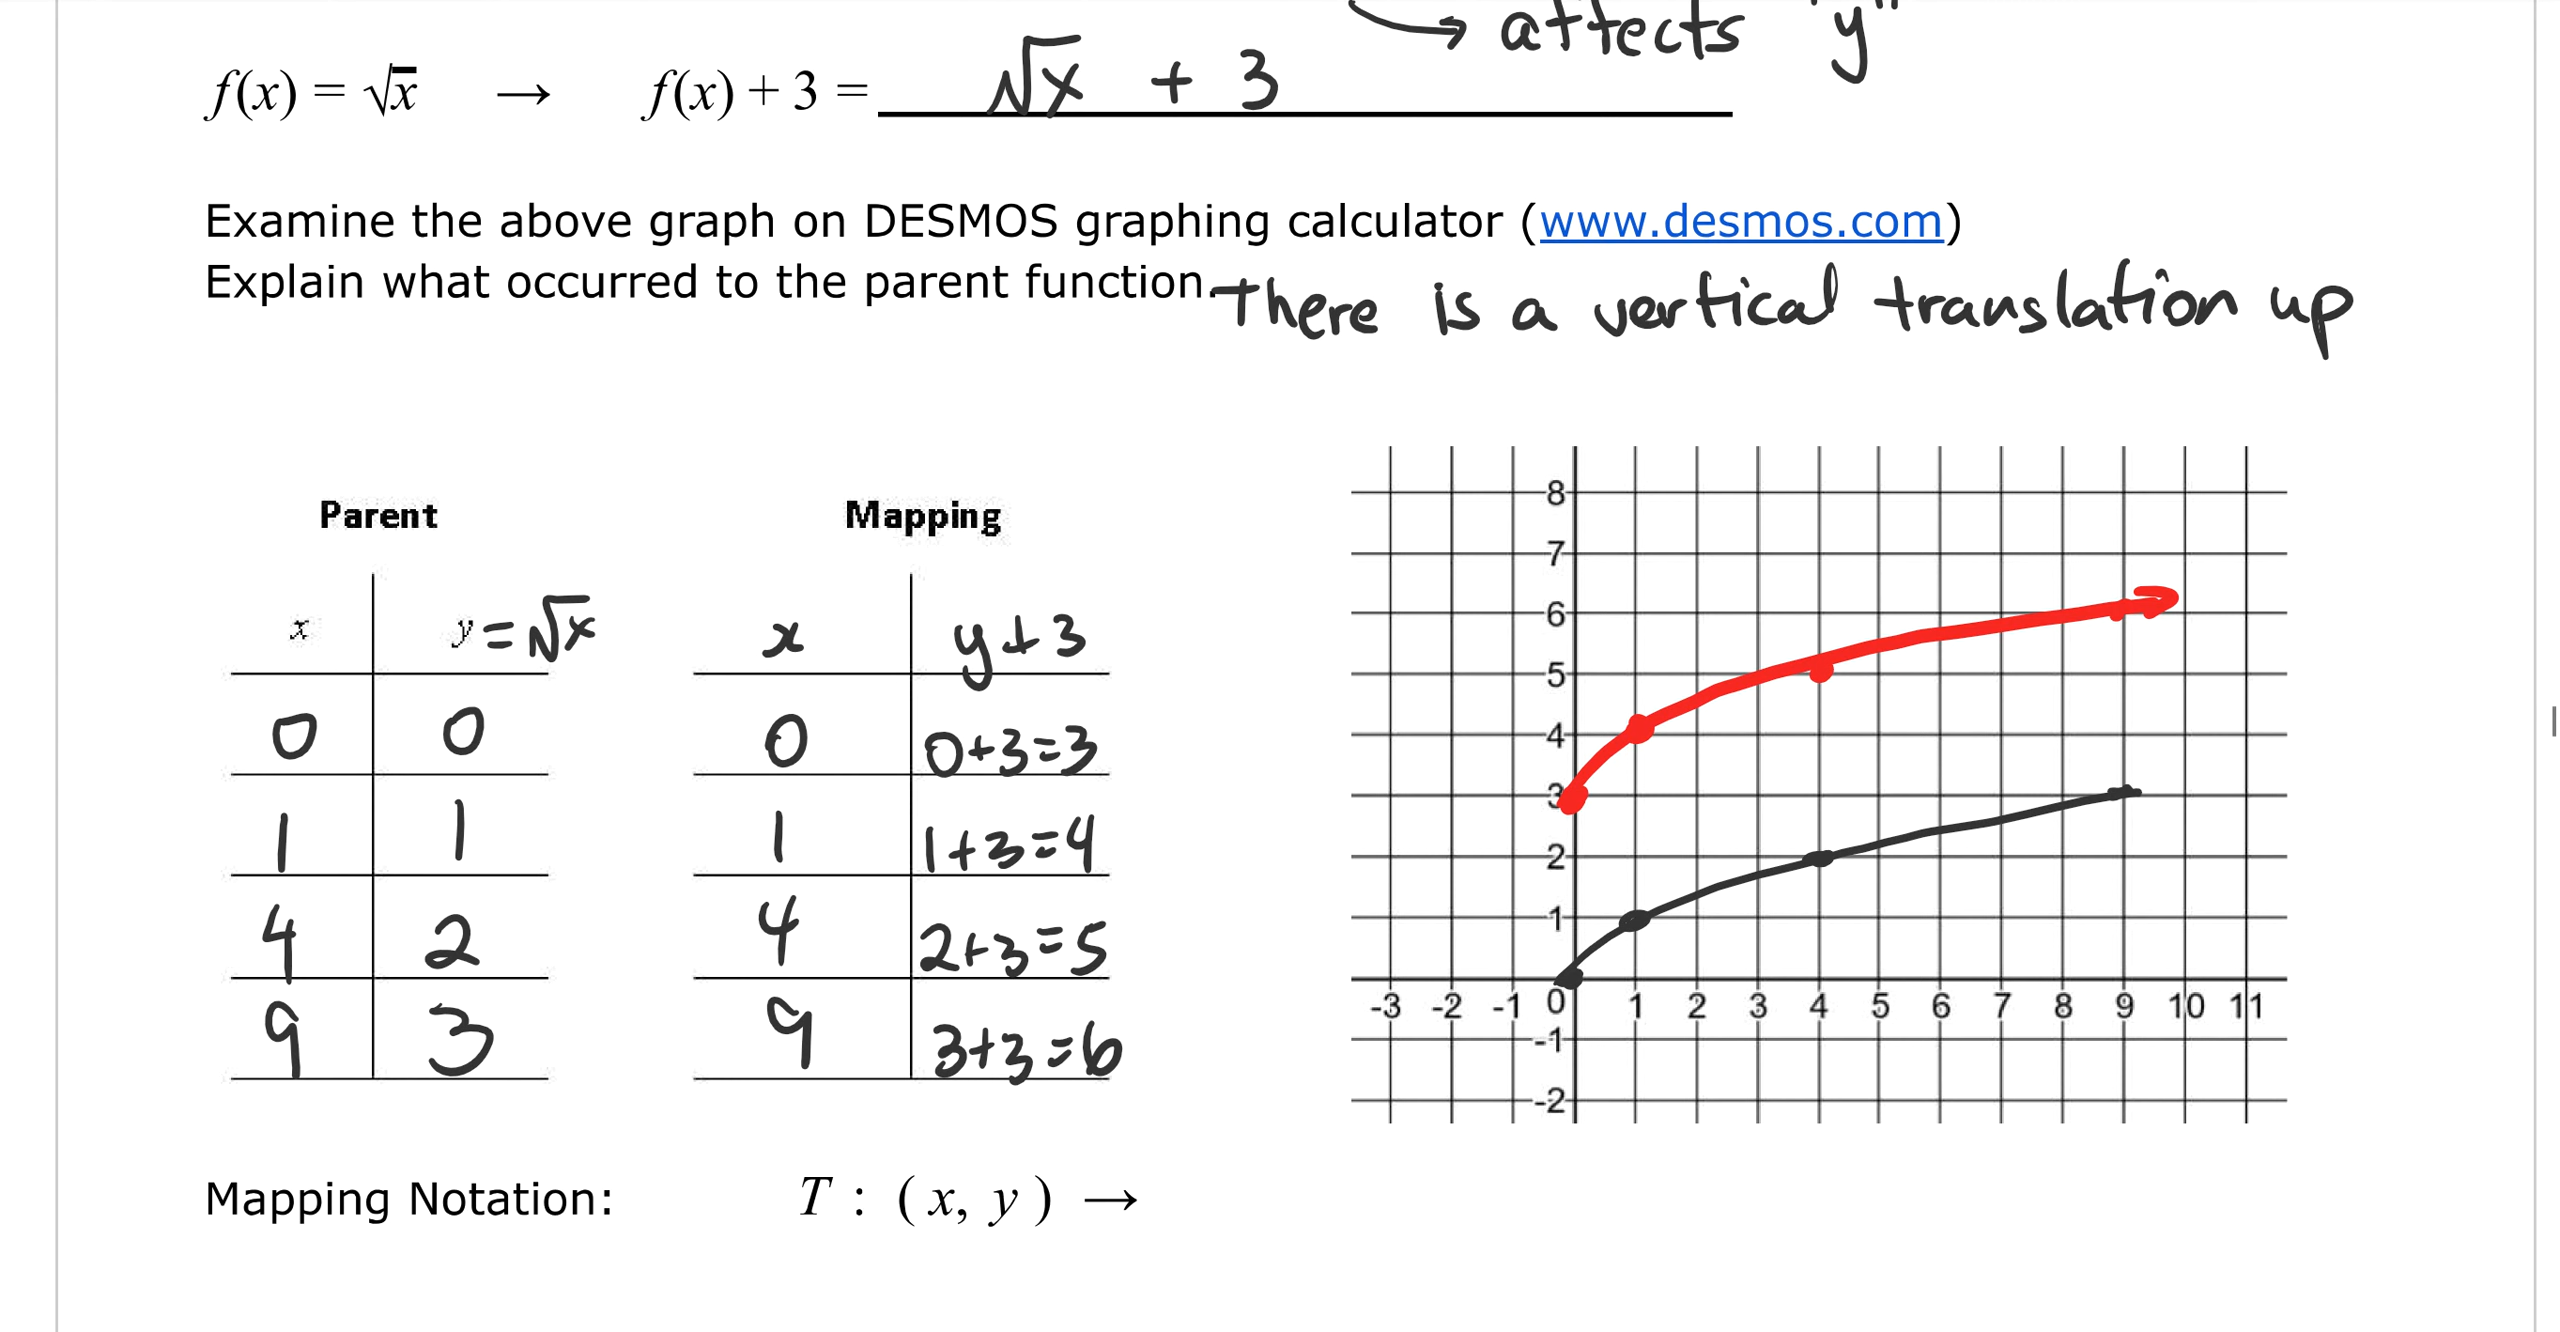 → affects "y"
f(x) = √x → f(x) + 3 = √x + 3
Examine the above graph on DESMOS graphing calculator (www.desmos.com)
Explain what occurred to the parent function. There is a vertical translation up
Parent Mapping
x y = √x x y + 3
0 0 0 0+3=3
1 1 1 1+3=4
4 2 4 2+3=5
9 3 9 3+3=6
8
7
6
5
4
3
2
1
-3 -2 -1 0 1 2 3 4 5 6 7 8 9 10 11
-1
-2
Mapping Notation: T : ( x, y ) →